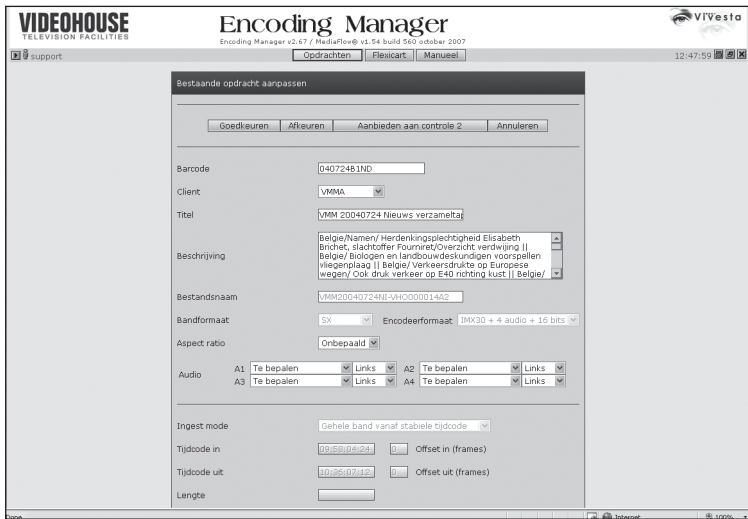 VIDEOHOUSE
TELEVISION FACILITIES
Encoding Manager
Encoding Manager v2.67 / MediaFlow® v1.54 build 560 october 2007
ViVesta
support
Opdrachten Flexicart Manueel
12:47:59
Bestaande opdracht aanpassen
Goedkeuren Afkeuren Aanbieden aan controle 2 Annuleren
Barcode 040724B1ND
Client VMMA
Titel VMM 20040724 Nieuws verzameltap
Beschrijving
Belgie/Namen/ Herdenkingsplechtigheid Elisabeth
Brichet, slachtoffer Fourniret/Overzicht verdwijing ||
Belgie/ Biologen en landbouwdeskundigen voorspellen
vliegenplaag || Belgie/ Verkeersdrukte op Europese
wegen/ Ook druk verkeer op E40 richting kust || Belgie/
Bestandsnaam VMM20040724NI-VHO000014A2
Bandformaat SX Encodeerformaat IMX30 + 4 audio + 16 bits
Aspect ratio Onbepaald
Audio
A1 Te bepalen Links A2 Te bepalen Links
A3 Te bepalen Links A4 Te bepalen Links
Ingest mode Gehele band vanaf stabiele tijdcode
Tijdcode in 09:58:04:24 0 Offset in (frames)
Tijdcode uit 10:36:07:12 0 Offset uit (frames)
Lengte
Done Internet 100%